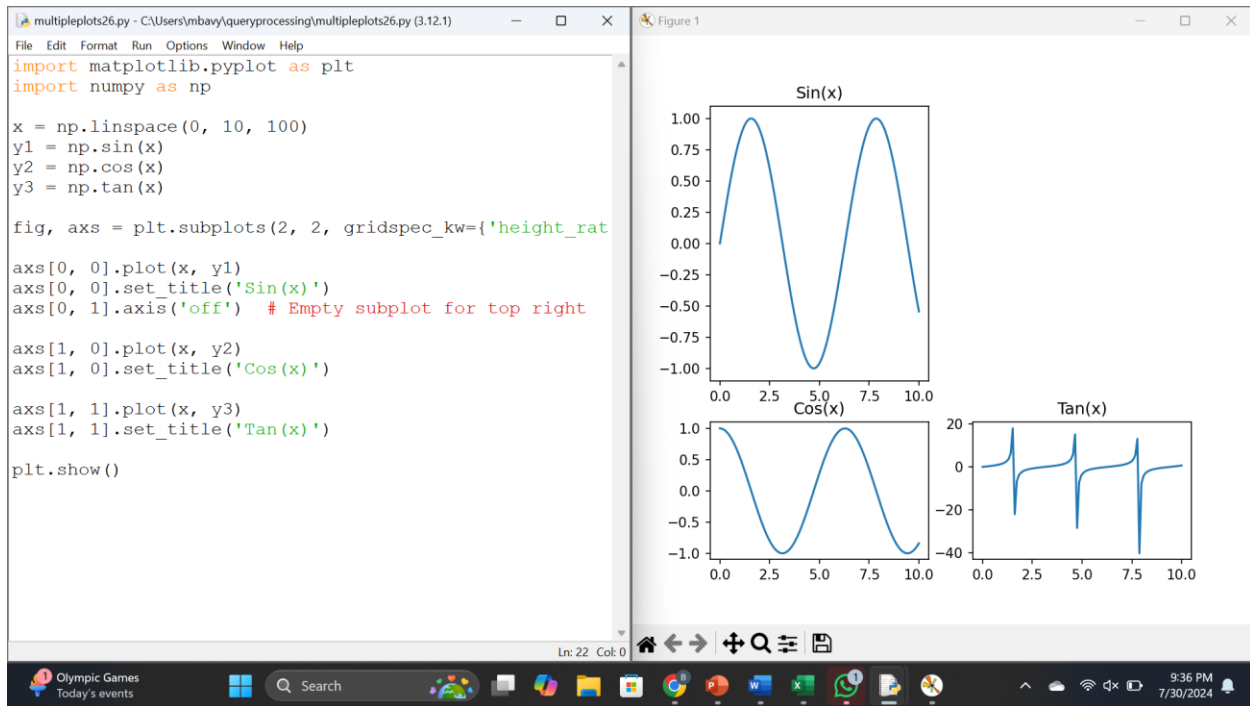 multipleplots26.py - C:\Users\mbavy\queryprocessing\multipleplots26.py (3.12.1)
File Edit Format Run Options Window Help
import matplotlib.pyplot as plt
import numpy as np
x = np.linspace(0, 10, 100)
y1 = np.sin(x)
y2 = np.cos(x)
y3 = np.tan(x)
fig, axs = plt.subplots(2, 2, gridspec_kw={'height_rat
axs[0, 0].plot(x, y1)
axs[0, 0].set_title('Sin(x)')
axs[0, 1].axis('off')  # Empty subplot for top right
axs[1, 0].plot(x, y2)
axs[1, 0].set_title('Cos(x)')
axs[1, 1].plot(x, y3)
axs[1, 1].set_title('Tan(x)')
plt.show()
Ln: 22 Col: 0
Figure 1
Sin(x)
1.00
0.75
0.50
0.25
0.00
−0.25
−0.50
−0.75
−1.00
0.0 2.5 5.0 7.5 10.0
Cos(x)
1.0
0.5
0.0
−0.5
−1.0
0.0 2.5 5.0 7.5 10.0
Tan(x)
20
0
−20
−40
0.0 2.5 5.0 7.5 10.0
1
Olympic Games
Today's events
Search
1
9:36 PM
7/30/2024